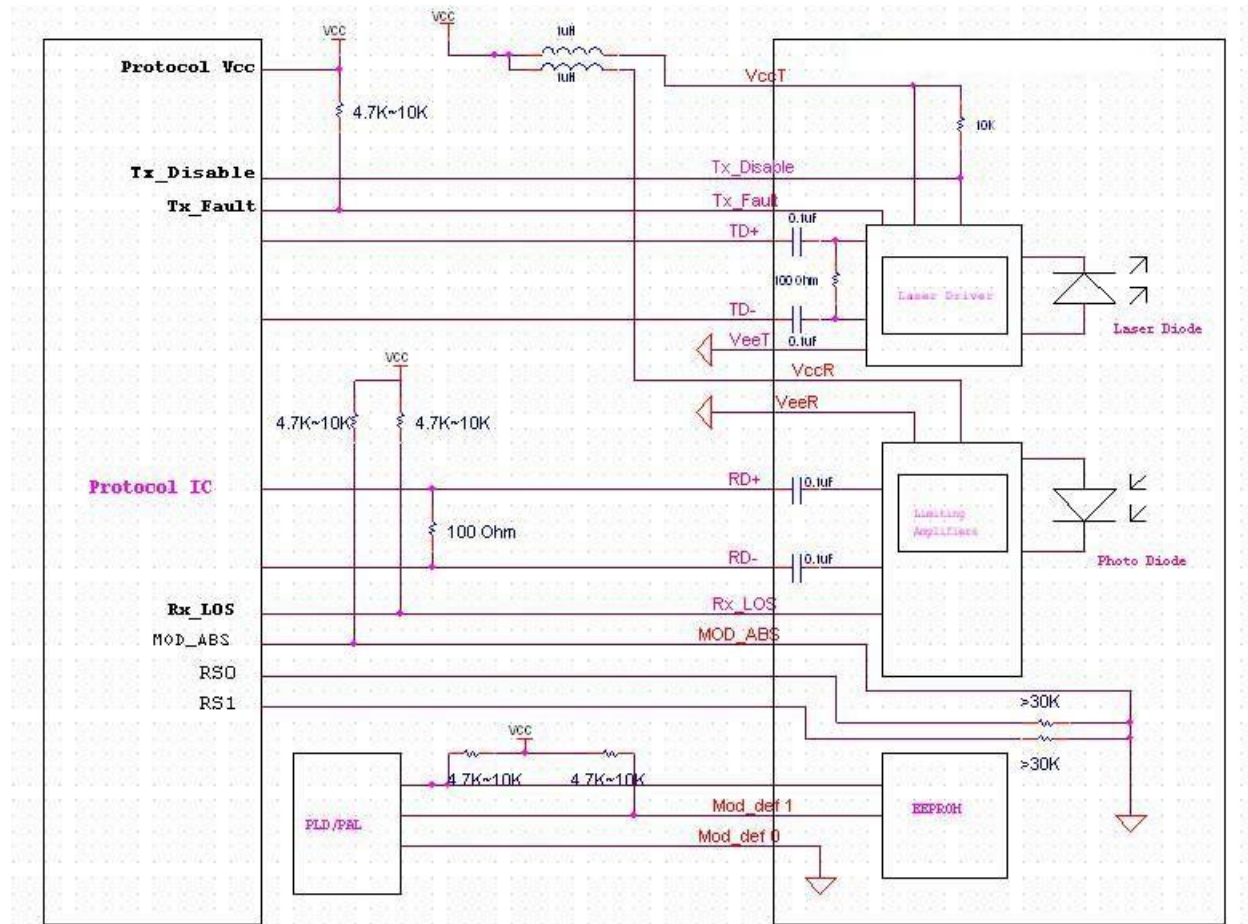 VCC
VCC
1uH
Protocol Vcc
1uH
VccT
4.7K~10K
10K
Tx_Disable
Tx_Disable
Tx_Fault
Tx_Fault
0.1uf
TD+
100 Ohm
Laser Driver
TD-
Laser Diode
VeeT
0.1uf
VCC
VccR
VeeR
4.7K~10K
4.7K~10K
Protocol IC
RD+
0.1uf
Limiting
Amplifiers
100 Ohm
RD-
0.1uf
Photo Diode
Rx_LOS
Rx_LOS
MOD_ABS
MOD_ABS
RS0
RS1
>30K
VCC
>30K
4.7K~10K
4.7K~10K
PLD/PAL
Mod_def 1
EEPROM
Mod_def 0